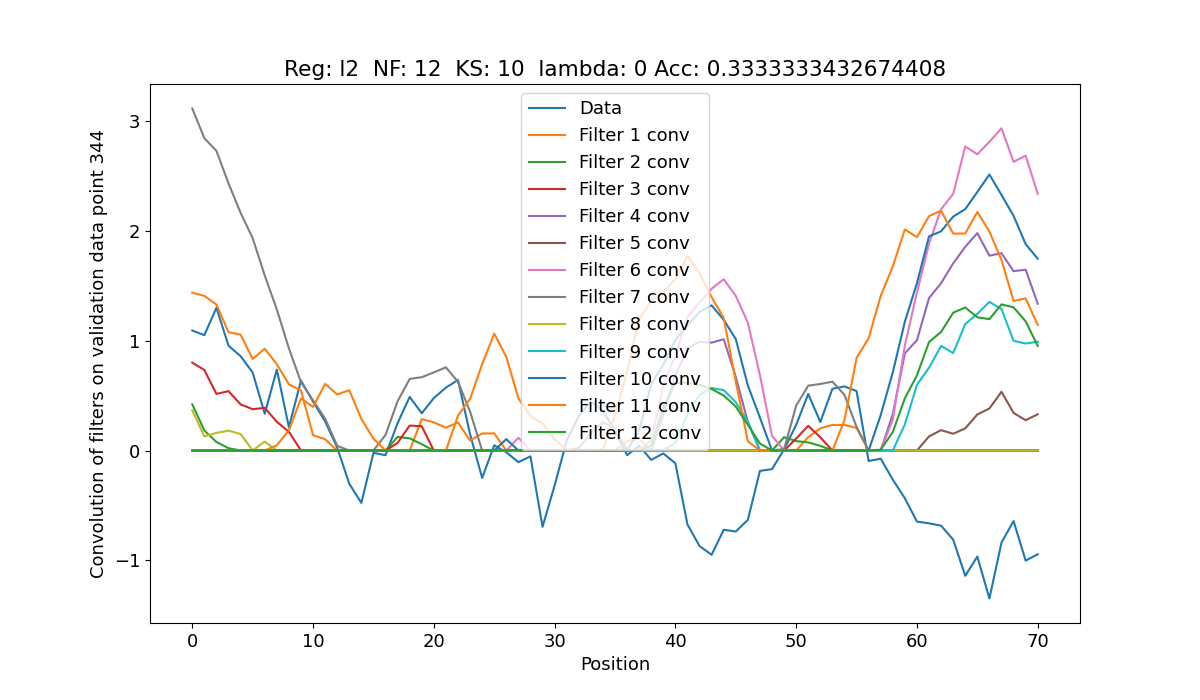 Reg: l2  NF: 12  KS: 10  lambda: 0 Acc: 0.3333333432674408
Convolution of filters on validation data point 344
3
2
1
0
−1
Data
Filter 1 conv
Filter 2 conv
Filter 3 conv
Filter 4 conv
Filter 5 conv
Filter 6 conv
Filter 7 conv
Filter 8 conv
Filter 9 conv
Filter 10 conv
Filter 11 conv
Filter 12 conv
0 10 20 30 40 50 60 70
Position